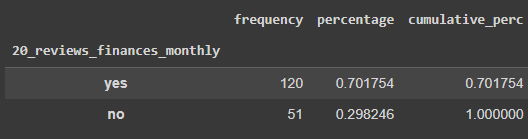 frequency percentage cumulative_perc
20_reviews_finances_monthly
yes 120 0.701754 0.701754
no 51 0.298246 1.000000